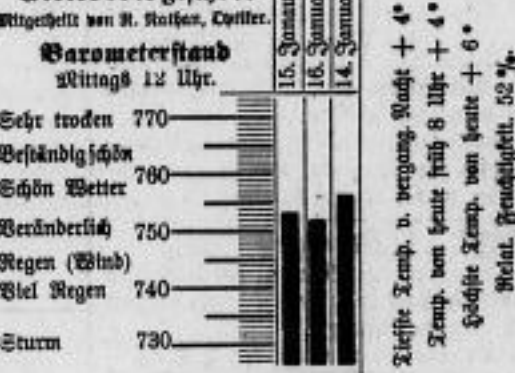 Mitgetheilt von R. Nathan, Optiker.
Barometerstand
Mittags 12 Uhr.
15. Januar
16. Januar
14. Januar
Sehr trocken 770
Beständig schön
760
Schön Wetter
Veränderlich 750
Regen (Wind)
Viel Regen 740
Sturm 730
Tiefste Temp. v. vergang. Nacht + 4°
Temp. von heute früh 8 Uhr + 4°
Höchste Temp. von heute + 6°
Relat. Feuchtigkeit. 52%.